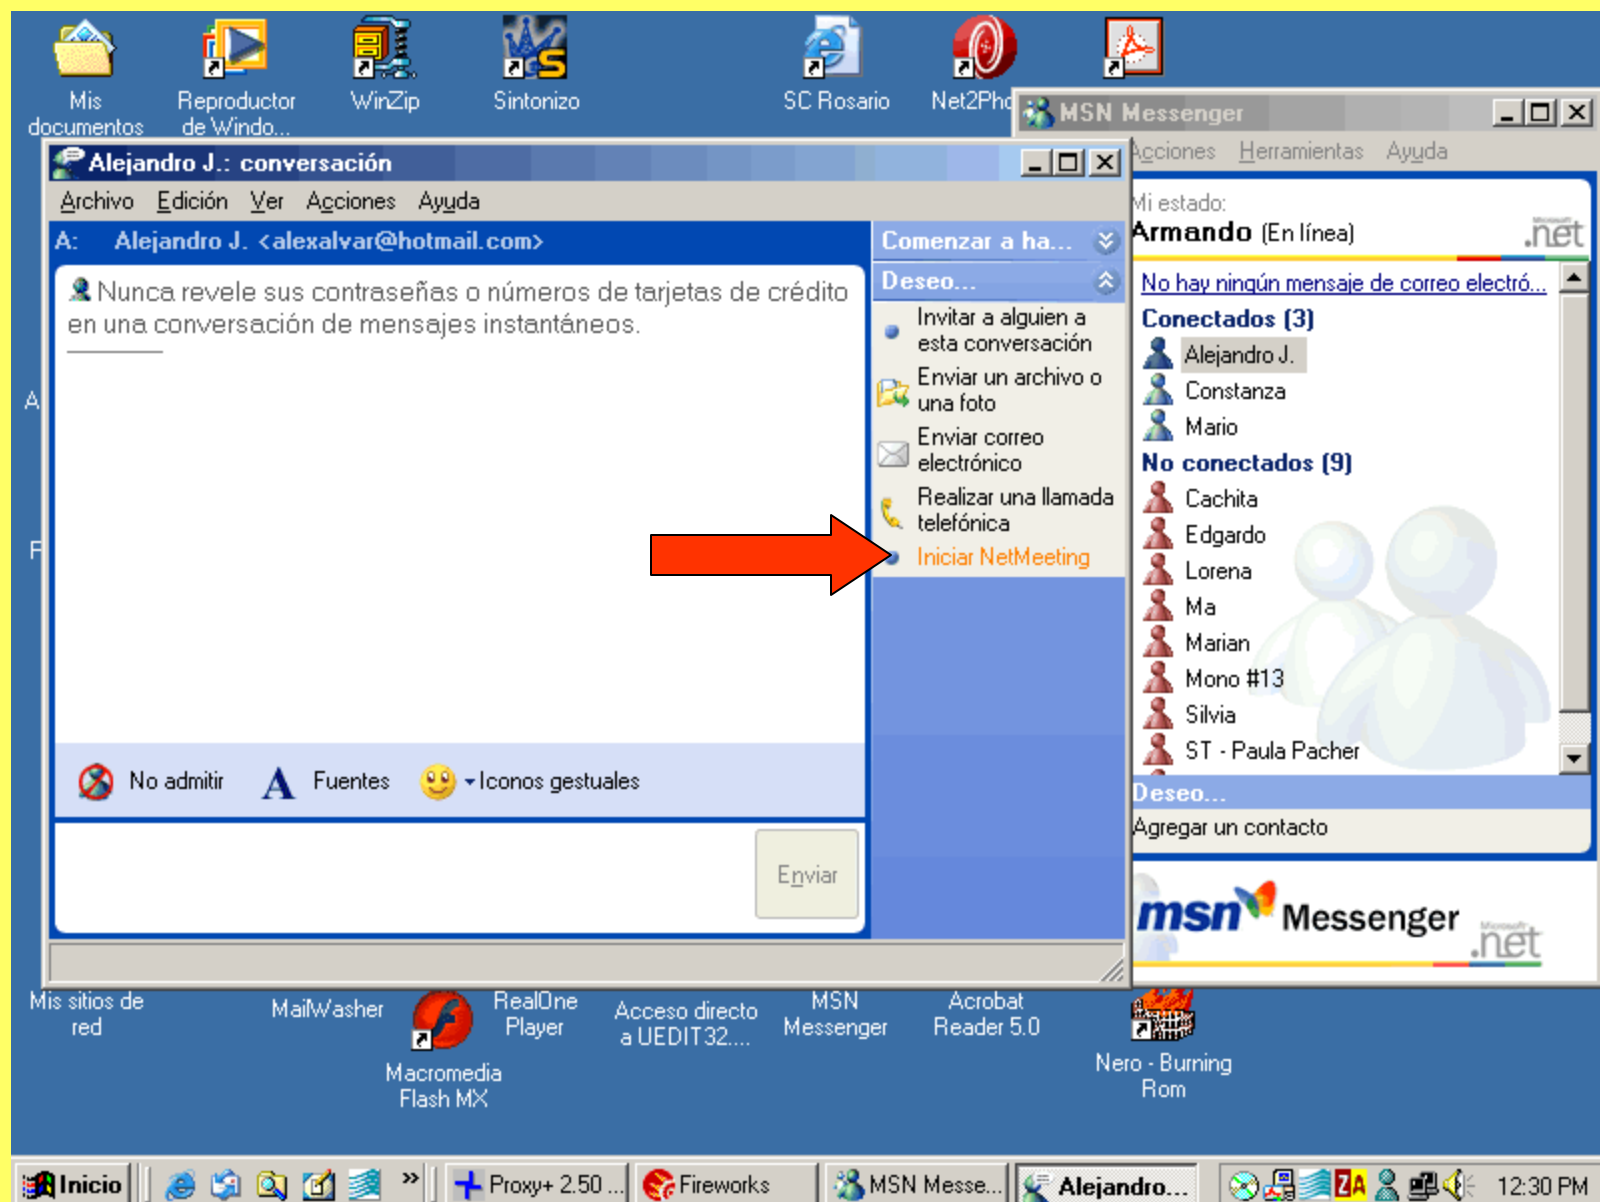 Mis
documentos
Reproductor
de Windo...
WinZip
Sintonizo
SC Rosario
Net2Pho
MSN Messenger
Acciones Herramientas Ayuda
Mi estado:
Armando (En línea)
Microsoft
.net
No hay ningún mensaje de correo electró...
Conectados (3)
Alejandro J.
Constanza
Mario
No conectados (9)
Cachita
Edgardo
Lorena
Ma
Marian
Mono #13
Silvia
ST - Paula Pacher
Deseo...
Agregar un contacto
msn Messenger
Microsoft
.net
Alejandro J.: conversación
Archivo Edición Ver Acciones Ayuda
A: Alejandro J. <alexalvar@hotmail.com>
Nunca revele sus contraseñas o números de tarjetas de crédito
en una conversación de mensajes instantáneos.
Comenzar a ha...
Deseo...
Invitar a alguien a
esta conversación
Enviar un archivo o
una foto
Enviar correo
electrónico
Realizar una llamada
telefónica
Iniciar NetMeeting
No admitir A Fuentes Iconos gestuales
Enviar
A
F
Mis sitios de
red
MailWasher
Macromedia
Flash MX
RealOne
Player
Acceso directo
a UEDIT32....
MSN
Messenger
Acrobat
Reader 5.0
Nero - Burning
Rom
Inicio » Proxy+ 2.50 ... Fireworks MSN Messe... Alejandro... ZA 12:30 PM